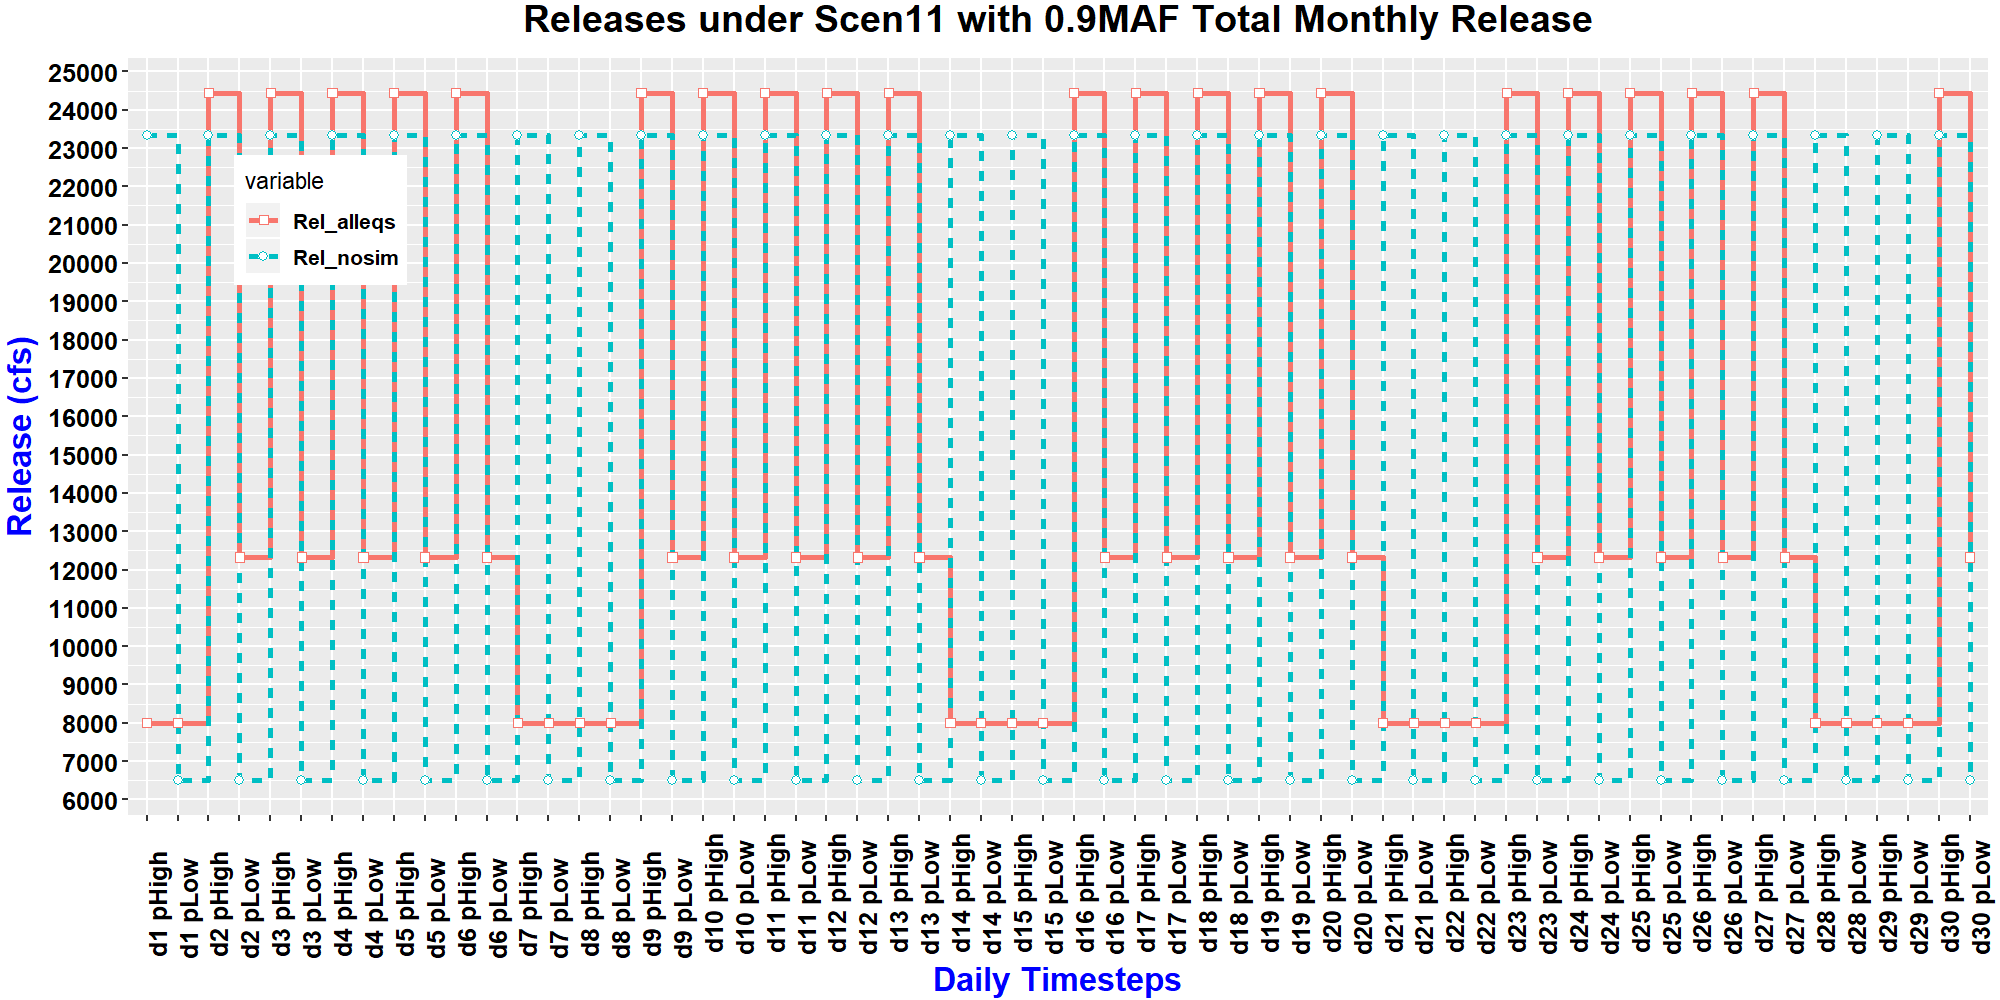 Releases under Scen11 with 0.9MAF Total Monthly Release
25000
24000
23000
22000
21000
20000
19000
18000
17000
16000
15000
14000
13000
12000
11000
10000
9000
8000
7000
6000
Release (cfs)
variable
Rel_alleqs
Rel_nosim
d1 pHigh
d1 pLow
d2 pHigh
d2 pLow
d3 pHigh
d3 pLow
d4 pHigh
d4 pLow
d5 pHigh
d5 pLow
d6 pHigh
d6 pLow
d7 pHigh
d7 pLow
d8 pHigh
d8 pLow
d9 pHigh
d9 pLow
d10 pHigh
d10 pLow
d11 pHigh
d11 pLow
d12 pHigh
d12 pLow
d13 pHigh
d13 pLow
d14 pHigh
d14 pLow
d15 pHigh
d15 pLow
d16 pHigh
d16 pLow
d17 pHigh
d17 pLow
d18 pHigh
d18 pLow
d19 pHigh
d19 pLow
d20 pHigh
d20 pLow
d21 pHigh
d21 pLow
d22 pHigh
d22 pLow
d23 pHigh
d23 pLow
d24 pHigh
d24 pLow
d25 pHigh
d25 pLow
d26 pHigh
d26 pLow
d27 pHigh
d27 pLow
d28 pHigh
d28 pLow
d29 pHigh
d29 pLow
d30 pHigh
d30 pLow
Daily Timesteps